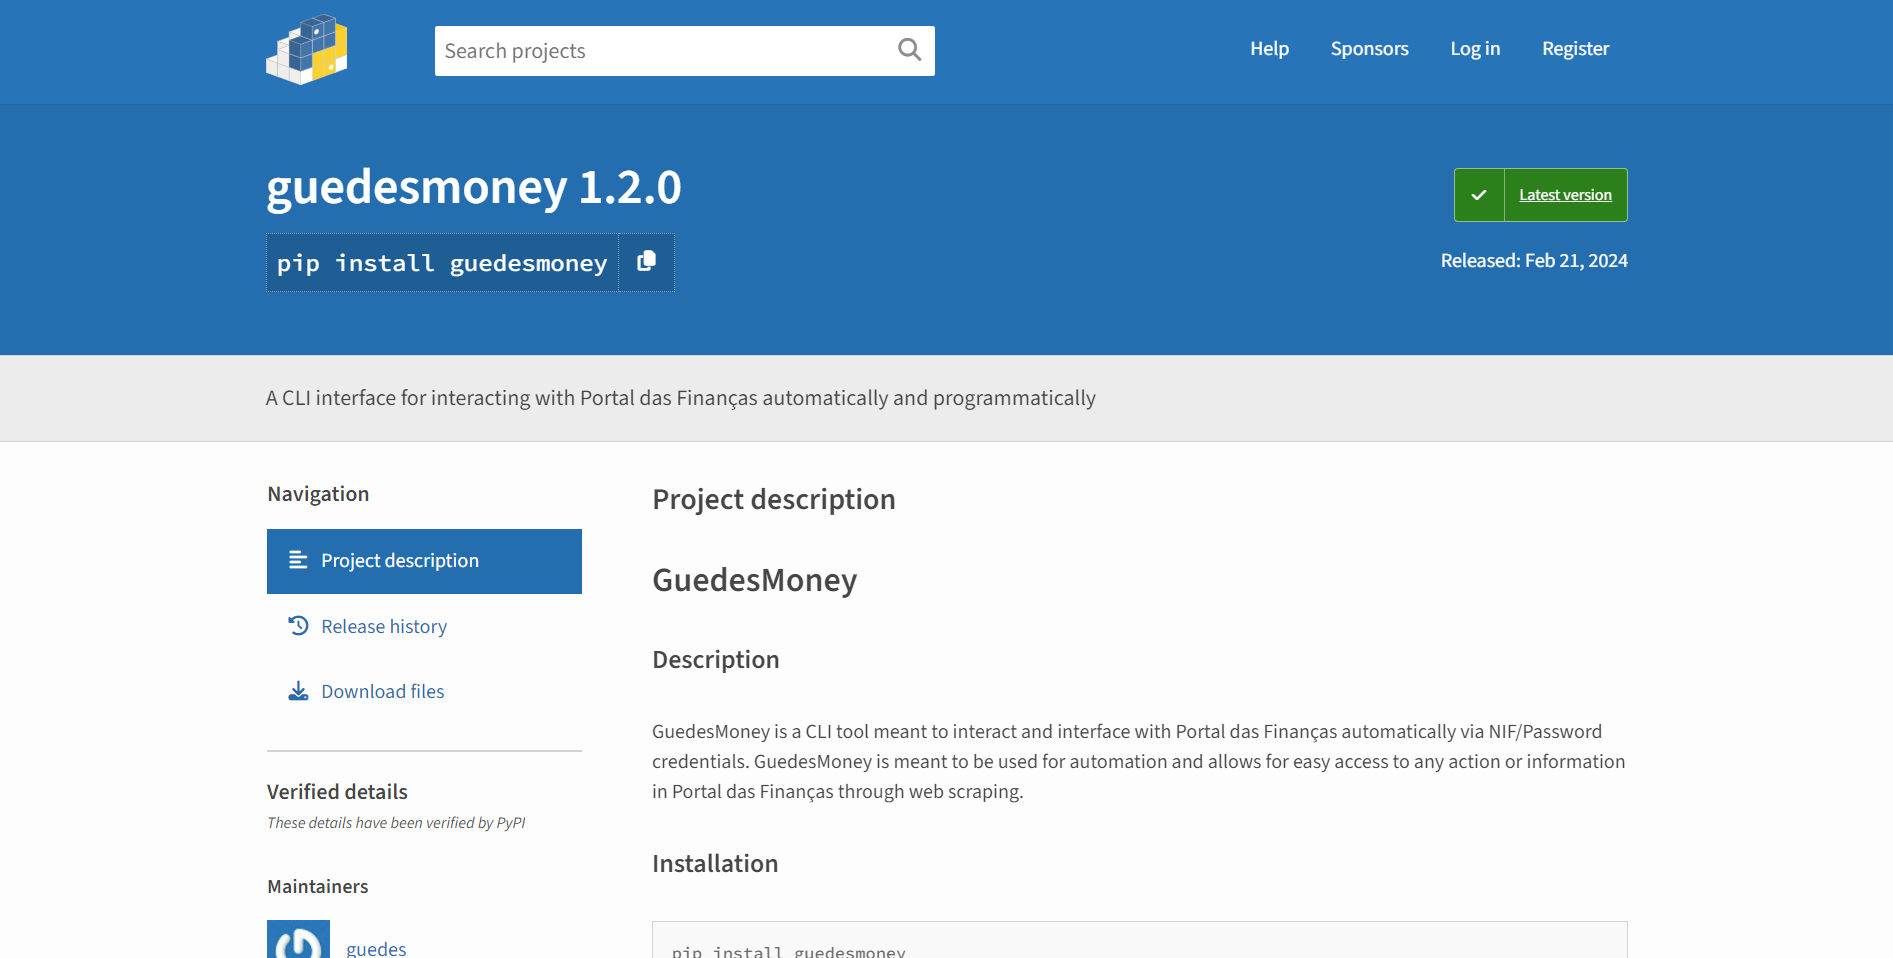 Search projects
Help
Sponsors
Log in
Register
guedesmoney 1.2.0
pip install guedesmoney
Latest version
Released: Feb 21, 2024
A CLI interface for interacting with Portal das Finanças automatically and programmatically
Navigation
Project description
Release history
Download files
Verified details
These details have been verified by PyPI
Maintainers
guedes
Project description
GuedesMoney
Description
GuedesMoney is a CLI tool meant to interact and interface with Portal das Finanças automatically via NIF/Password
credentials. GuedesMoney is meant to be used for automation and allows for easy access to any action or information
in Portal das Finanças through web scraping.
Installation
pip install guedesmoney